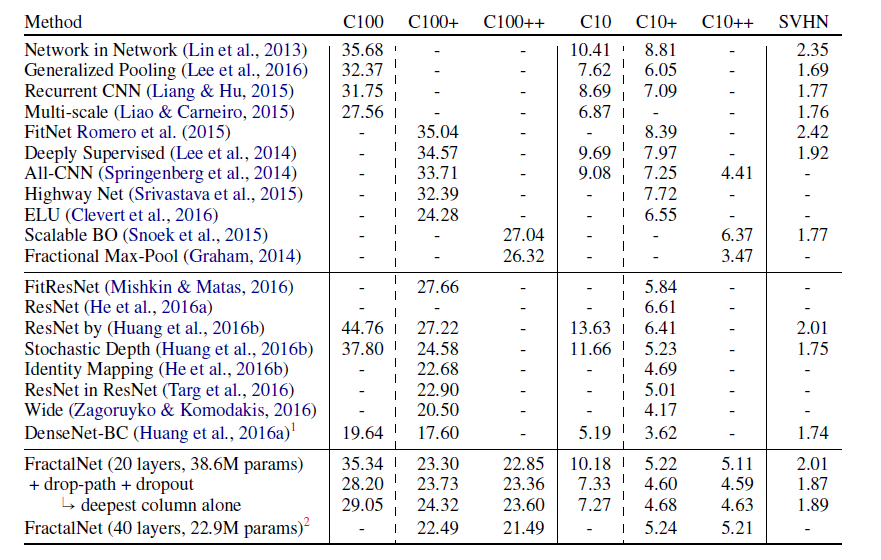 Method C100 C100+ C100++ C10 C10+ C10++ SVHN
Network in Network (Lin et al., 2013) 35.68 - - 10.41 8.81 - 2.35
Generalized Pooling (Lee et al., 2016) 32.37 - - 7.62 6.05 - 1.69
Recurrent CNN (Liang & Hu, 2015) 31.75 - - 8.69 7.09 - 1.77
Multi-scale (Liao & Carneiro, 2015) 27.56 - - 6.87 - - 1.76
FitNet Romero et al. (2015) - 35.04 - - 8.39 - 2.42
Deeply Supervised (Lee et al., 2014) - 34.57 - 9.69 7.97 - 1.92
All-CNN (Springenberg et al., 2014) - 33.71 - 9.08 7.25 4.41 -
Highway Net (Srivastava et al., 2015) - 32.39 - - 7.72 - -
ELU (Clevert et al., 2016) - 24.28 - - 6.55 - -
Scalable BO (Snoek et al., 2015) - - 27.04 - - 6.37 1.77
Fractional Max-Pool (Graham, 2014) - - 26.32 - - 3.47 -
FitResNet (Mishkin & Matas, 2016) - 27.66 - - 5.84 - -
ResNet (He et al., 2016a) - - - - 6.61 - -
ResNet by (Huang et al., 2016b) 44.76 27.22 - 13.63 6.41 - 2.01
Stochastic Depth (Huang et al., 2016b) 37.80 24.58 - 11.66 5.23 - 1.75
Identity Mapping (He et al., 2016b) - 22.68 - - 4.69 - -
ResNet in ResNet (Targ et al., 2016) - 22.90 - - 5.01 - -
Wide (Zagoruyko & Komodakis, 2016) - 20.50 - - 4.17 - -
DenseNet-BC (Huang et al., 2016a)¹ 19.64 17.60 - 5.19 3.62 - 1.74
FractalNet (20 layers, 38.6M params) 35.34 23.30 22.85 10.18 5.22 5.11 2.01
+ drop-path + dropout 28.20 23.73 23.36 7.33 4.60 4.59 1.87
↳ deepest column alone 29.05 24.32 23.60 7.27 4.68 4.63 1.89
FractalNet (40 layers, 22.9M params)² - 22.49 21.49 - 5.24 5.21 -